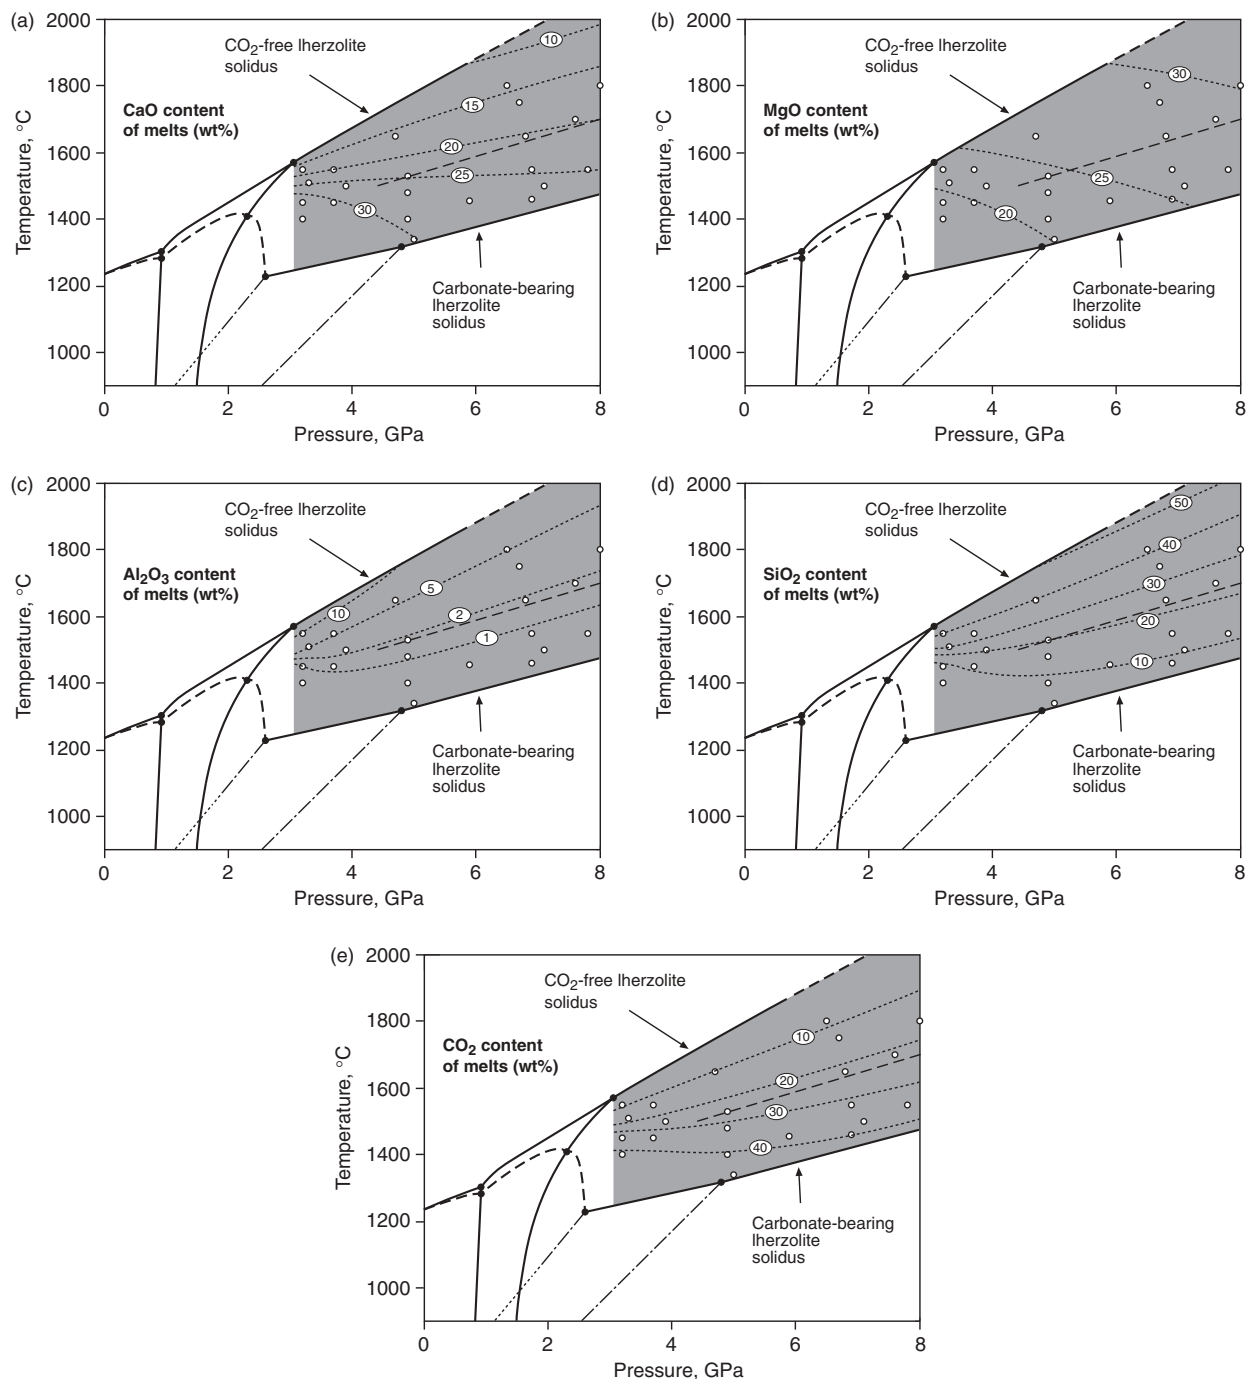 (a)
2000
1800
1600
1400
1200
1000
Temperature, °C
CO2-free lherzolite
solidus
CaO content
of melts (wt%)
10
15
20
25
30
Carbonate-bearing
lherzolite
solidus
0 2 4 6 8
Pressure, GPa
(b)
2000
1800
1600
1400
1200
1000
Temperature, °C
CO2-free lherzolite
solidus
MgO content
of melts (wt%)
30
25
20
Carbonate-bearing
lherzolite
solidus
0 2 4 6 8
Pressure, GPa
(c)
2000
1800
1600
1400
1200
1000
Temperature, °C
CO2-free lherzolite
solidus
Al2O3 content
of melts (wt%)
10
5
2
1
Carbonate-bearing
lherzolite
solidus
0 2 4 6 8
Pressure, GPa
(d)
2000
1800
1600
1400
1200
1000
Temperature, °C
CO2-free lherzolite
solidus
SiO2 content
of melts (wt%)
50
40
30
20
10
Carbonate-bearing
lherzolite
solidus
0 2 4 6 8
Pressure, GPa
(e)
2000
1800
1600
1400
1200
1000
Temperature, °C
CO2-free lherzolite
solidus
CO2 content
of melts (wt%)
10
20
30
40
Carbonate-bearing
lherzolite
solidus
0 2 4 6 8
Pressure, GPa